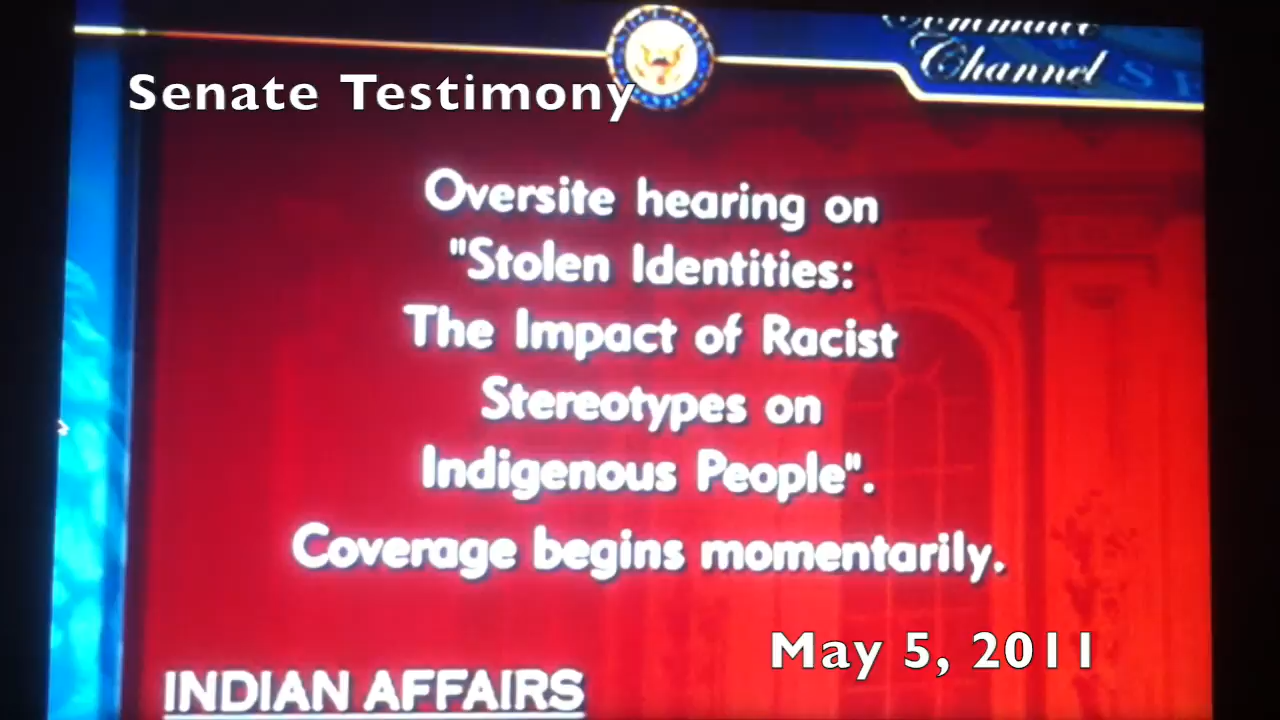 Committee
Channel
Senate Testimony
Oversite hearing on
"Stolen Identities:
The Impact of Racist
Stereotypes on
Indigenous People".
Coverage begins momentarily.
May 5, 2011
INDIAN AFFAIRS